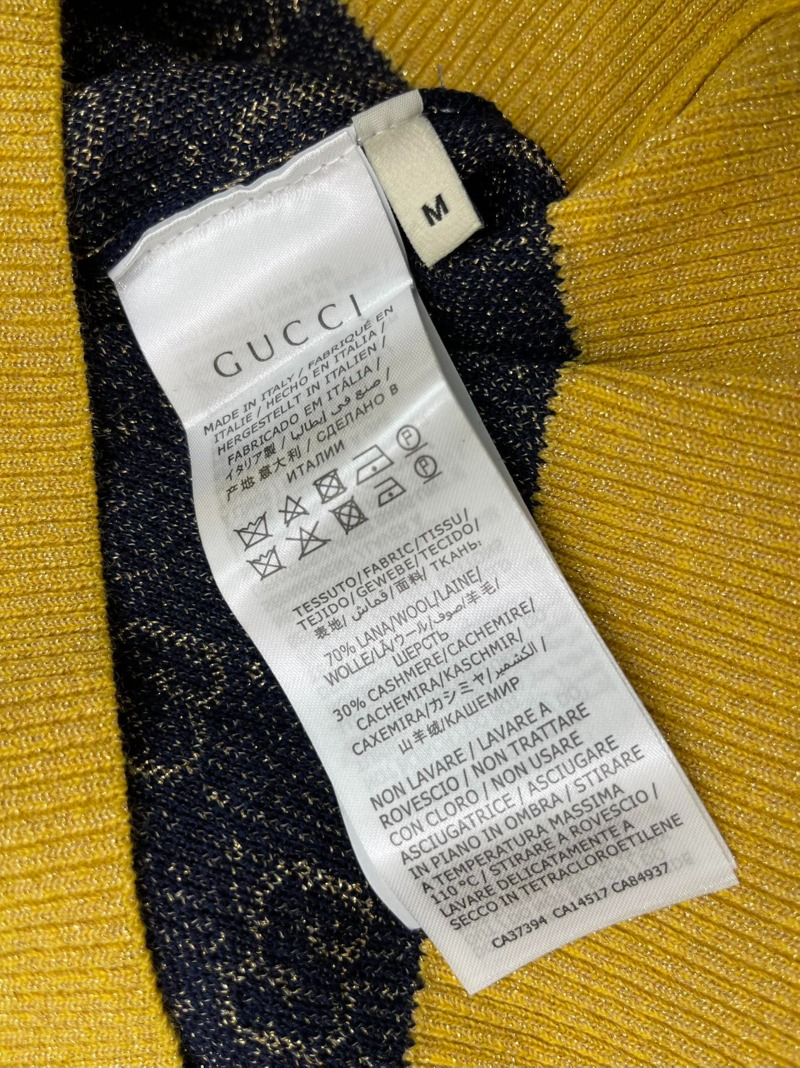 M
GUCCI
MADE IN ITALY / FABRIQUÉ EN
ITALIE / HECHO EN ITALIA /
HERGESTELLT IN ITALIEN /
FABRICADO EM ITÁLIA /
イタリア製 / صنع في إيطاليا /
产地 意大利 / СДЕЛАНО В
ИТАЛИИ
P
P
TESSUTO/FABRIC/TISSU/
TEJIDO/GEWEBE/TECIDO/
表地/ قماش/面料/ ТКАНЬ:
70% LANA/WOOL/LAINE/
WOLLE/LÃ/ウール/صوف/羊毛/
ШЕРСТЬ
30% CASHMERE/CACHEMIRE/
CACHEMIRA/KASCHMIR/
CAXEMIRA/カシミヤ/الكشمير/
山羊绒/КАШЕМИР
NON LAVARE / LAVARE A
ROVESCIO / NON TRATTARE
CON CLORO / NON USARE
ASCIUGATRICE / ASCIUGARE
IN PIANO IN OMBRA / STIRARE
A TEMPERATURA MASSIMA
110 °C / STIRARE A ROVESCIO /
LAVARE DELICATAMENTE A
SECCO IN TETRACLOROETILENE
CA37394 CA14517 CA84937